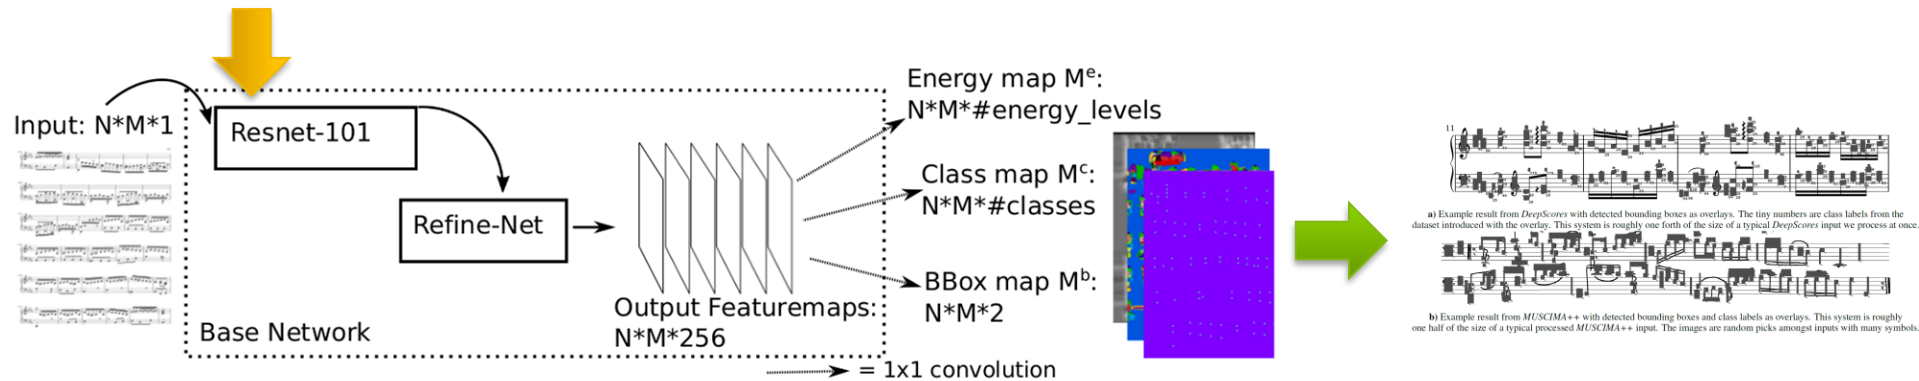 Input: N*M*1
Resnet-101
Refine-Net
Base Network
Output Featuremaps:
N*M*256
Energy map Mᵉ:
N*M*#energy_levels
Class map Mᶜ:
N*M*#classes
BBox map Mᵇ:
N*M*2
= 1x1 convolution
11
a) Example result from DeepScores with detected bounding boxes as overlays. The tiny numbers are class labels from the
dataset introduced with the overlay. This system is roughly one forth of the size of a typical DeepScores input we process at once.
b) Example result from MUSCIMA++ with detected bounding boxes and class labels as overlays. This system is roughly
one half of the size of a typical processed MUSCIMA++ input. The images are random picks amongst inputs with many symbols.